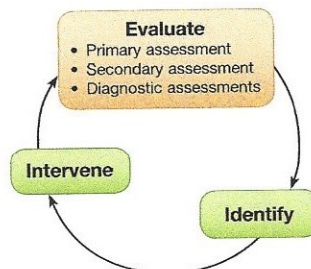 Evaluate
• Primary assessment
• Secondary assessment
• Diagnostic assessments
Intervene
Identify